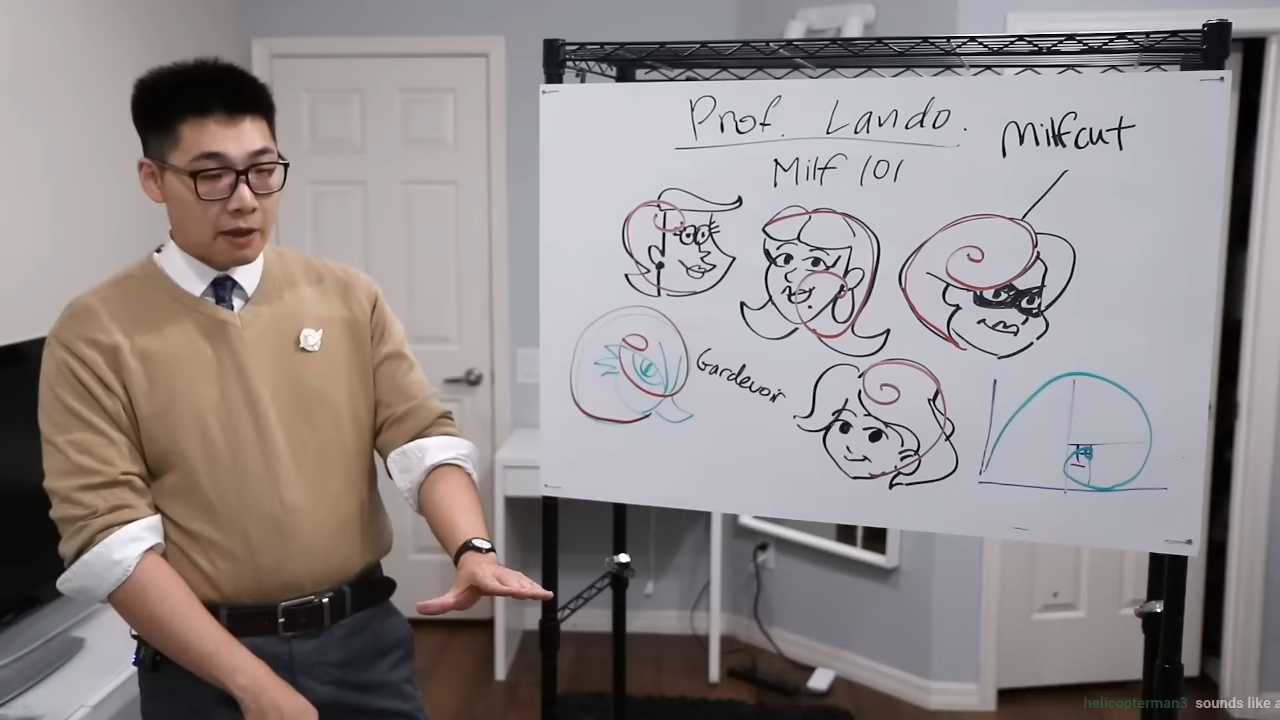 Prof. Lando.
Milfcut
Milf 101
Gardevoir
helicopterman3 sounds like a